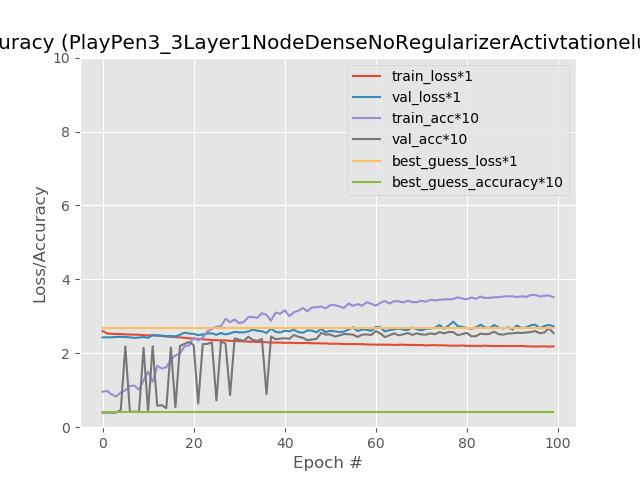 uracy (PlayPen3_3Layer1NodeDenseNoRegularizerActivtationelu
10
8
6
4
2
0
Loss/Accuracy
train_loss*1
val_loss*1
train_acc*10
val_acc*10
best_guess_loss*1
best_guess_accuracy*10
0 20 40 60 80 100
Epoch #